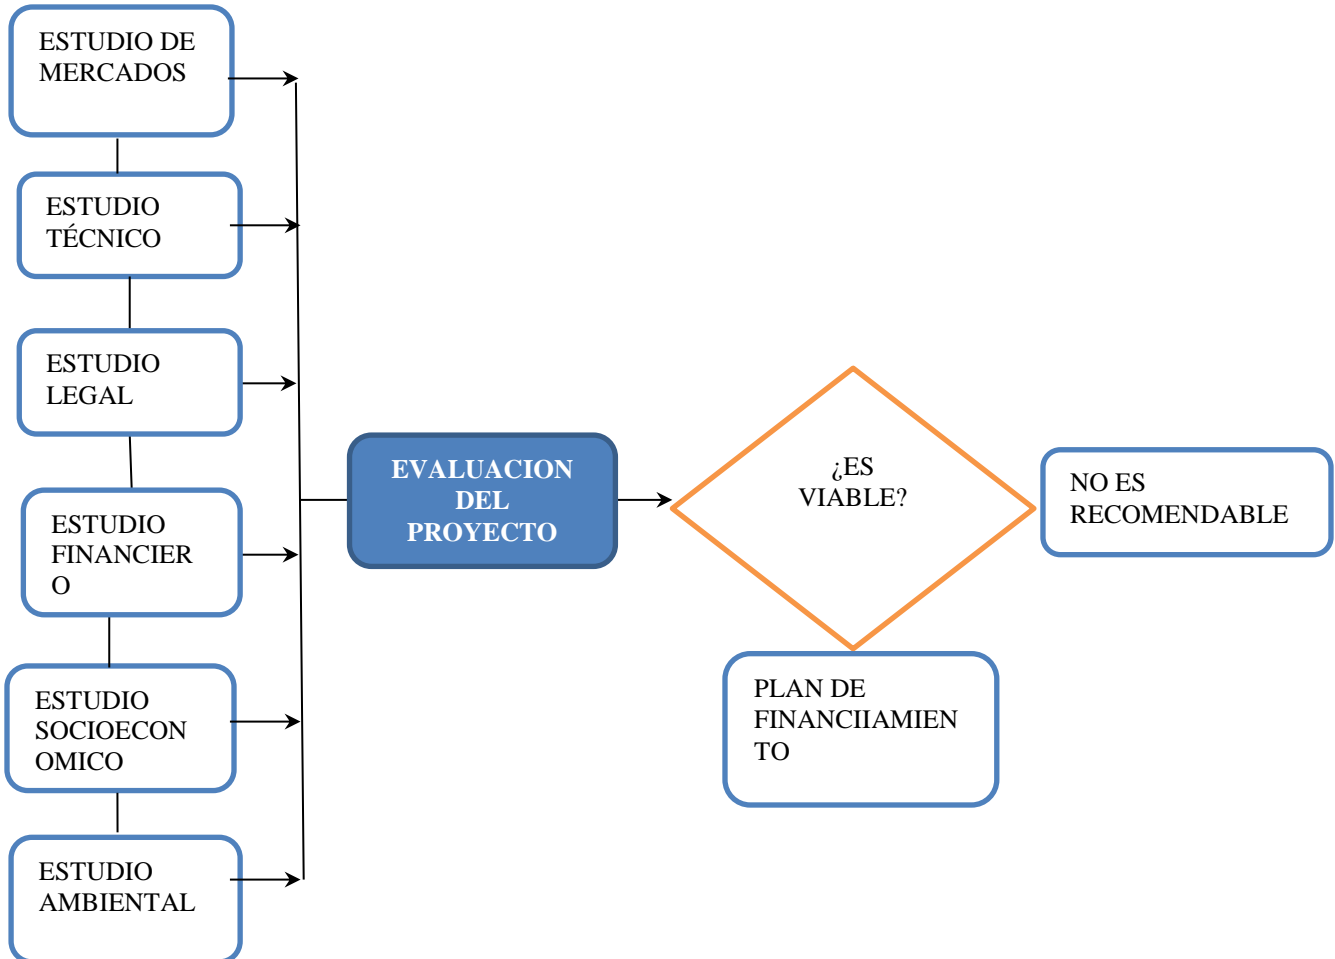 ESTUDIO DE
MERCADOS
ESTUDIO
TÉCNICO
ESTUDIO
LEGAL
ESTUDIO
FINANCIER
O
ESTUDIO
SOCIOECON
OMICO
ESTUDIO
AMBIENTAL
EVALUACION
DEL
PROYECTO
¿ES
VIABLE?
NO ES
RECOMENDABLE
PLAN DE
FINANCIIAMIEN
TO